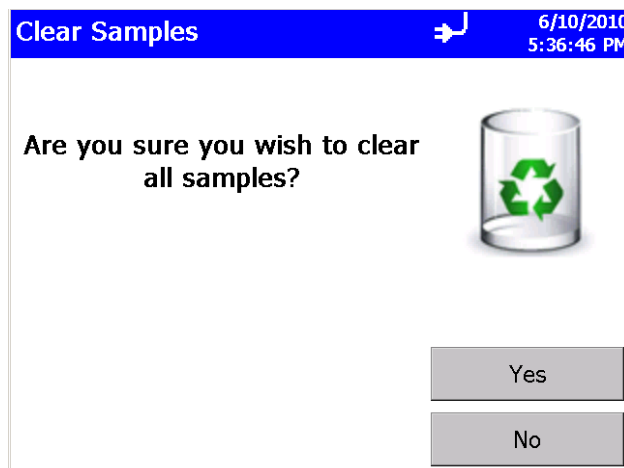 Clear Samples
6/10/2010
5:36:46 PM
Are you sure you wish to clear
all samples?
Yes
No